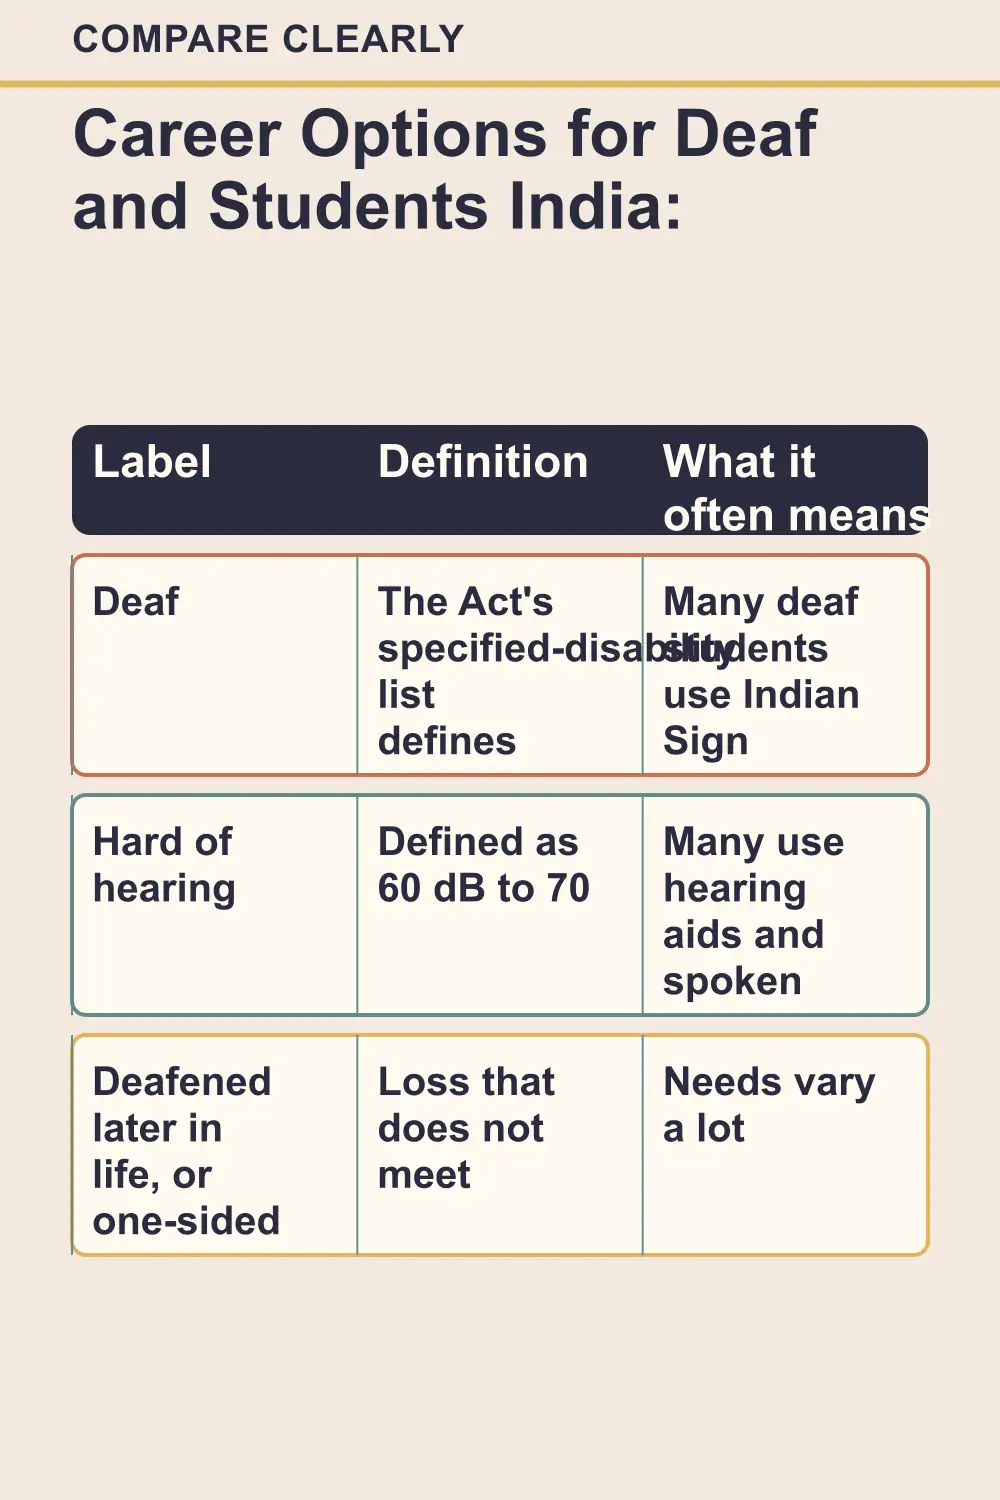 COMPARE CLEARLY
Career Options for Deaf
and Students India:
Label
Definition
What it
often means
Deaf
The Act's
specified-disability
list
defines
Many deaf
students
use Indian
Sign
Hard of
hearing
Defined as
60 dB to 70
Many use
hearing
aids and
spoken
Deafened
later in
life, or
one-sided
Loss that
does not
meet
Needs vary
a lot